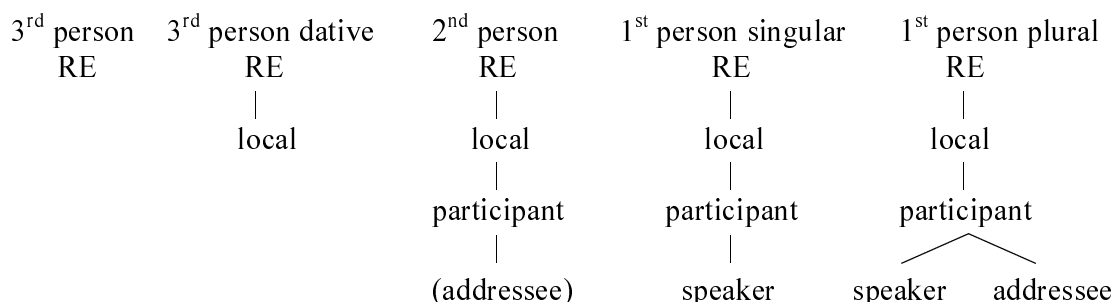 3rd person 3rd person dative 2nd person 1st person singular 1st person plural
RE RE RE RE RE
local local local local
participant participant participant
(addressee) speaker speaker addressee